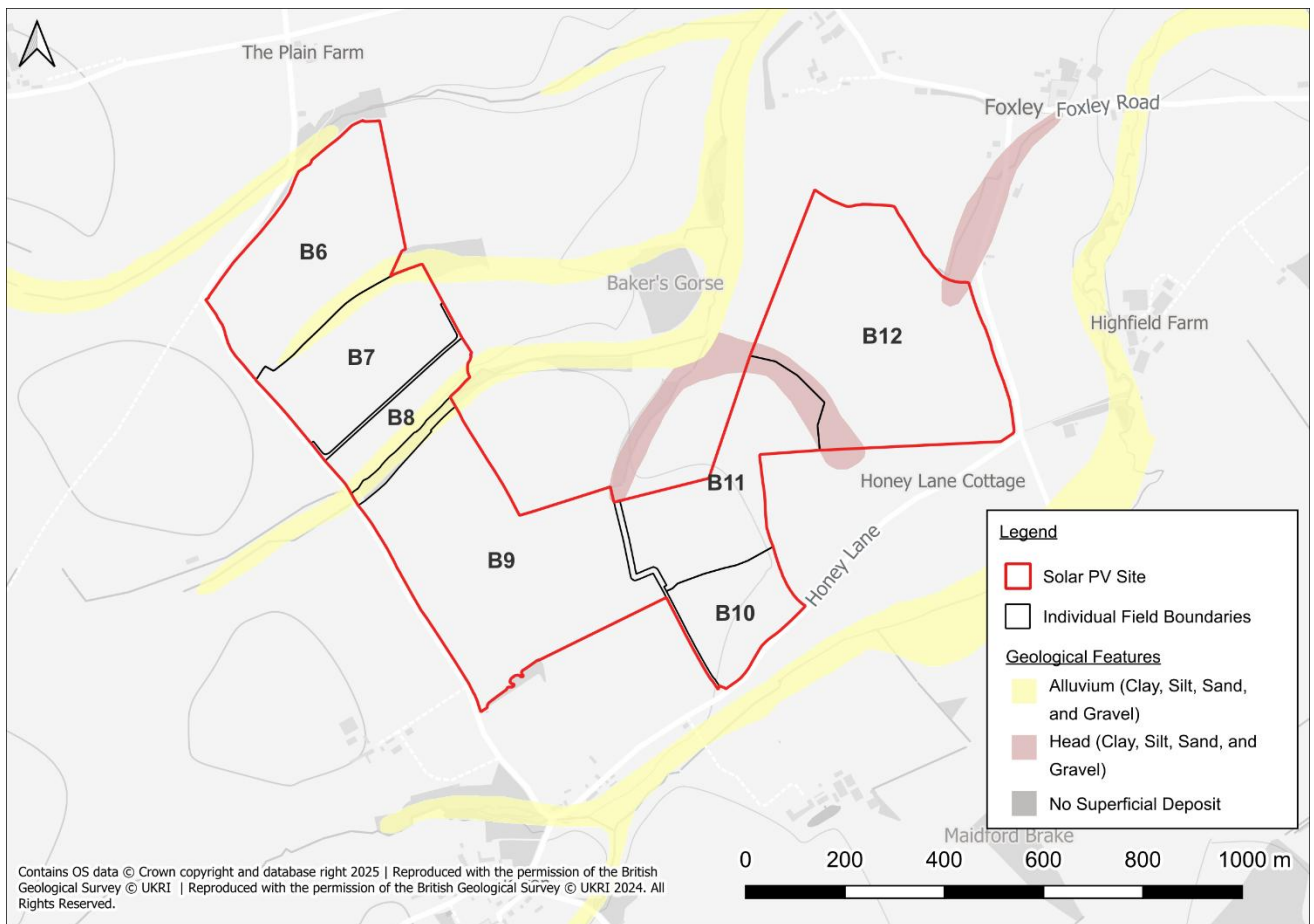 The Plain Farm
Foxley
Foxley Road
B6
Baker's Gorse
B12
Highfield Farm
B7
B8
B11
Honey Lane Cottage
B9
Honey Lane
B10
Legend
Solar PV Site
Individual Field Boundaries
Geological Features
Alluvium (Clay, Silt, Sand,
and Gravel)
Head (Clay, Silt, Sand, and
Gravel)
No Superficial Deposit
Maidford Brake
0 200 400 600 800 1000 m
Contains OS data © Crown copyright and database right 2025 | Reproduced with the permission of the British
Geological Survey © UKRI | Reproduced with the permission of the British Geological Survey © UKRI 2024. All
Rights Reserved.